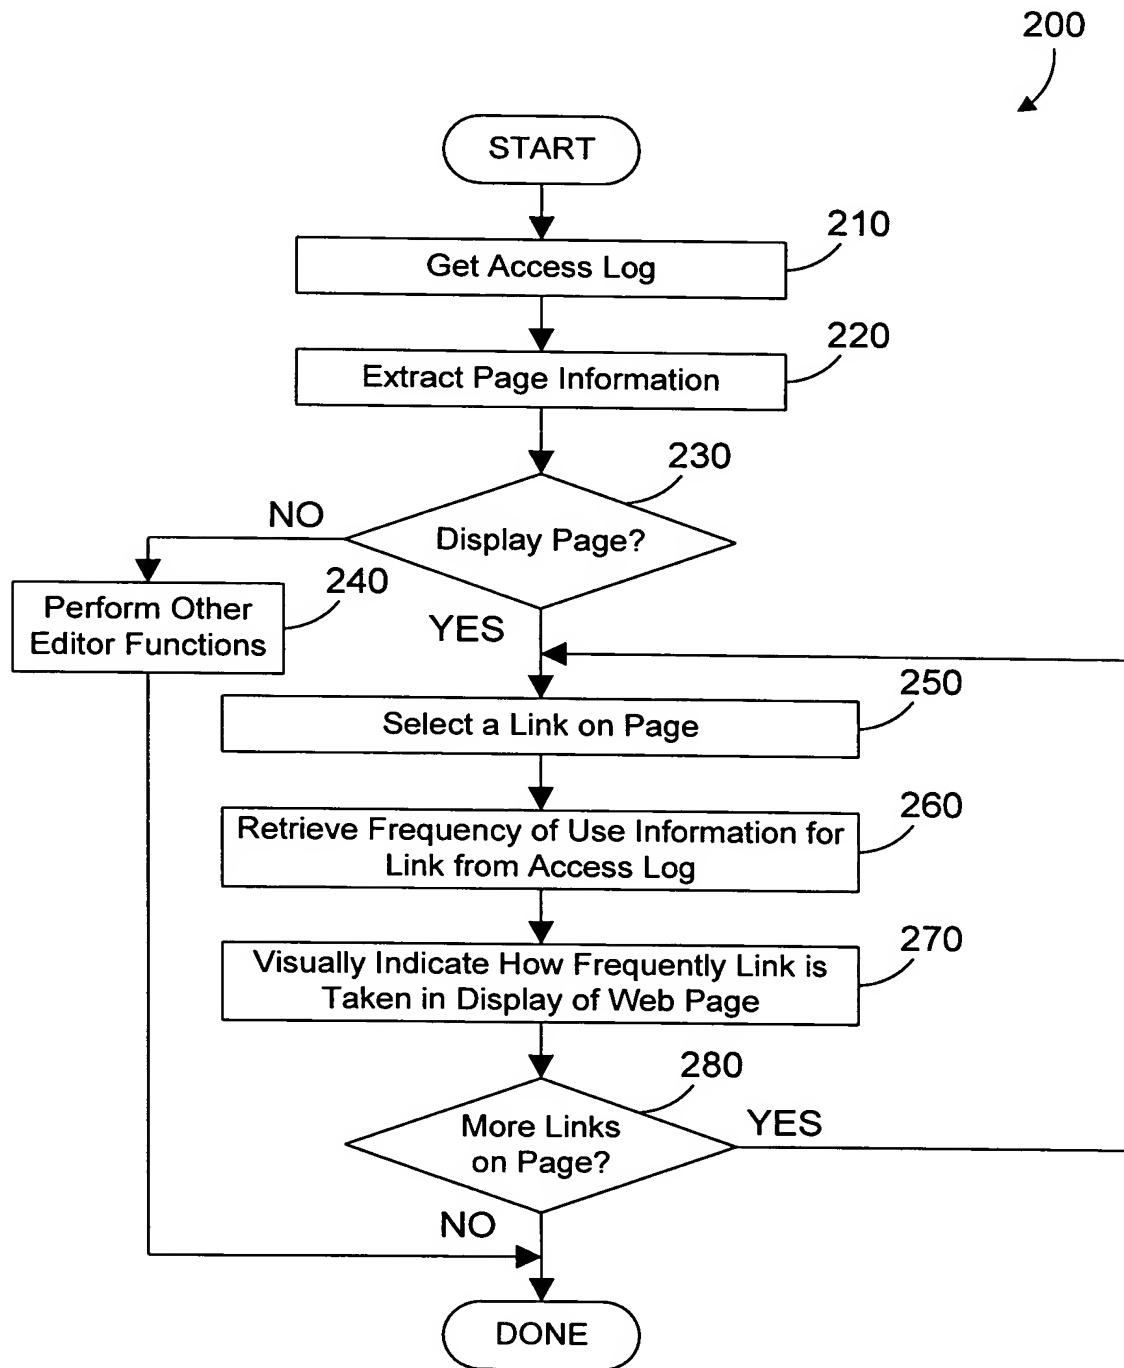 200
START
210
Get Access Log
220
Extract Page Information
230
NO
Display Page?
240
Perform Other
Editor Functions
YES
250
Select a Link on Page
260
Retrieve Frequency of Use Information for
Link from Access Log
270
Visually Indicate How Frequently Link is
Taken in Display of Web Page
280
More Links
on Page?
YES
NO
DONE